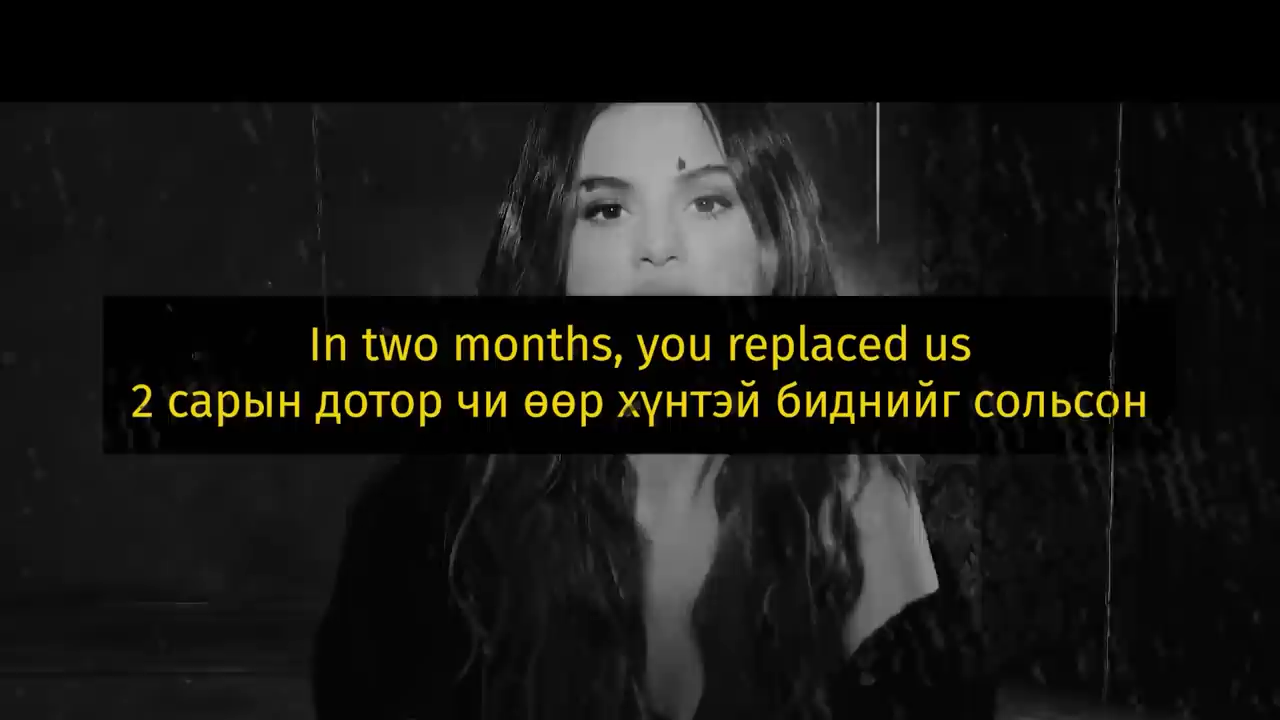 In two months, you replaced us
2 сарын дотор чи өөр хүнтэй биднийг сольсон